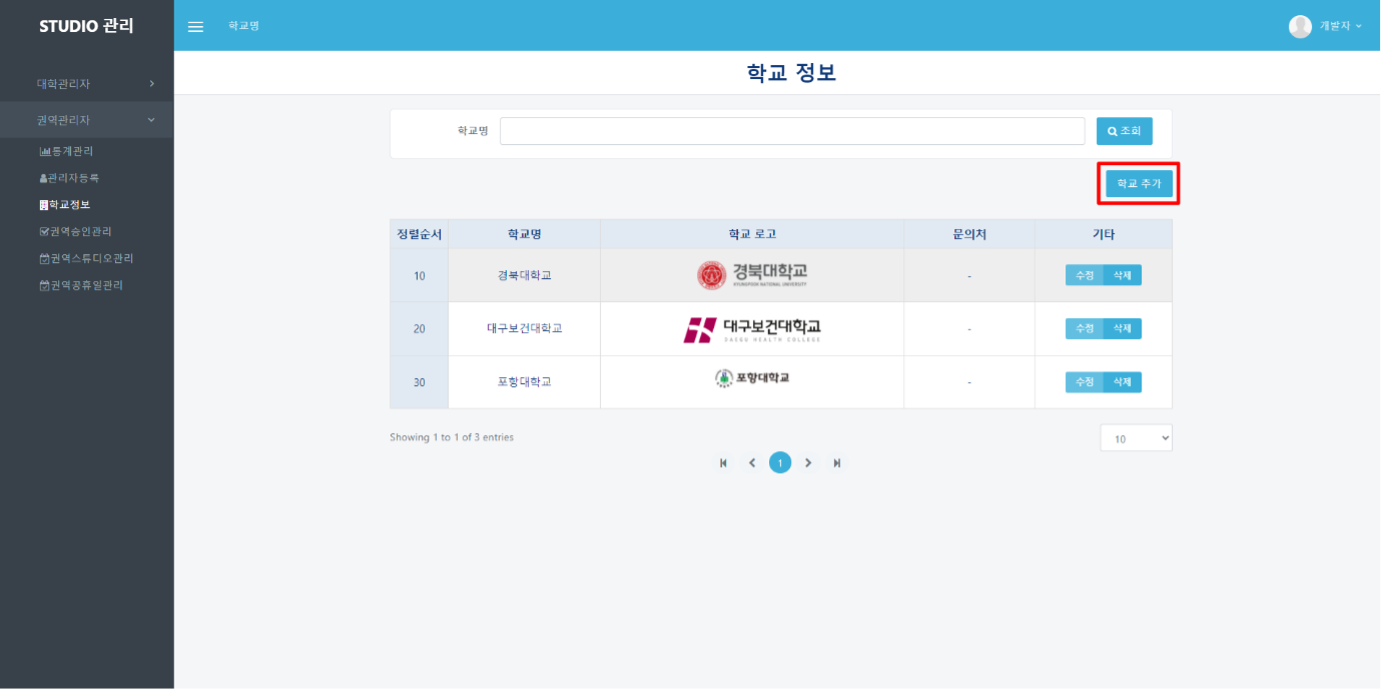 STUDIO 관리
학교명
개발자
대학관리자
권역관리자
통계관리
관리자등록
학교정보
권역승인관리
권역스튜디오관리
권역공휴일관리
학교 정보
학교명
조회
학교 추가
정렬순서 학교명 학교 로고 문의처 기타
10 경북대학교 경북대학교 - 수정 삭제
KYUNGPOOK NATIONAL UNIVERSITY
20 대구보건대학교 대구보건대학교 - 수정 삭제
DAEGU HEALTH COLLEGE
30 포항대학교 포항대학교 - 수정 삭제
Showing 1 to 1 of 3 entries
10
1